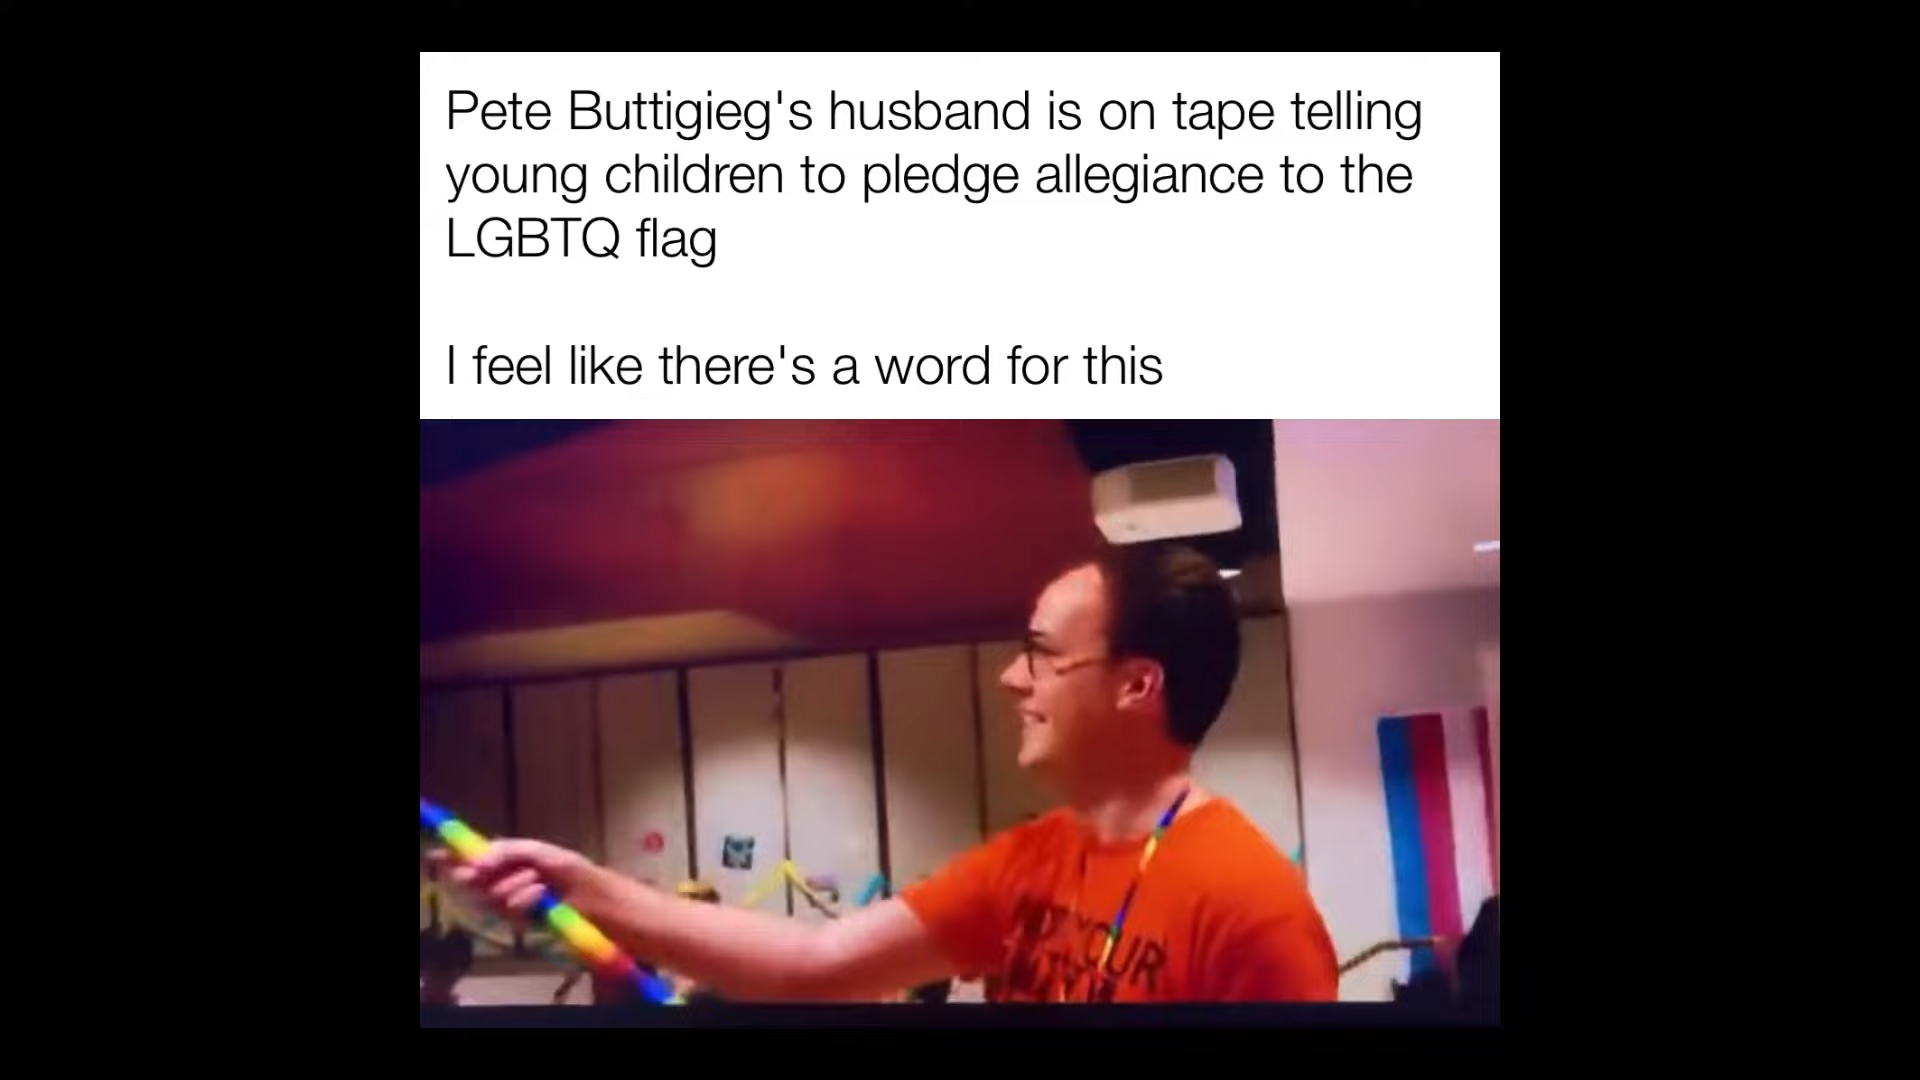 Pete Buttigieg's husband is on tape telling
young children to pledge allegiance to the
LGBTQ flag
I feel like there's a word for this
YOUR